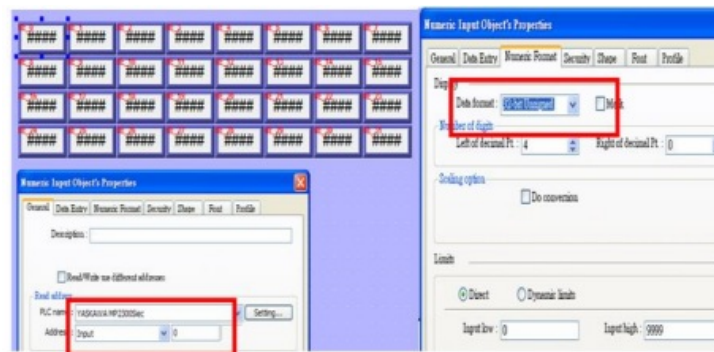 #### #### #### #### #### #### #### ####
#### #### #### #### #### #### #### ####
#### #### #### #### #### #### #### ####
#### #### #### #### #### #### #### ####
Numeric Input Object's Properties
General Data Entry Numeric Format Security Shape Font Profile
Description :
Read/Write use different addresses
Read address
PLC name : YASKAWA MP2300Siec Setting...
Address : Input 0
Numeric Input Object's Properties
General Data Entry Numeric Format Security Shape Font Profile
Display
Data format : 32-bit Unsigned Mask
Number of digits
Left of decimal Pt. : 4 Right of decimal Pt. : 0
Scaling option
Do conversion
Limits
Direct Dynamic limits
Input low : 0 Input high : 9999